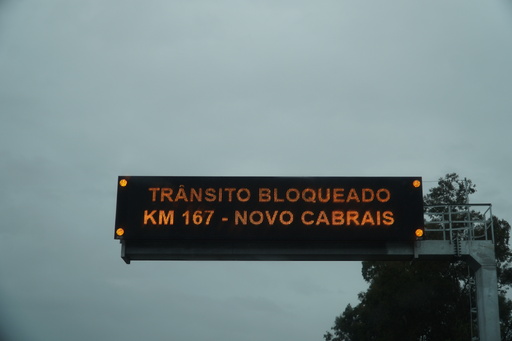 TRÂNSITO BLOQUEADO
KM 167 - NOVO CABRAIS